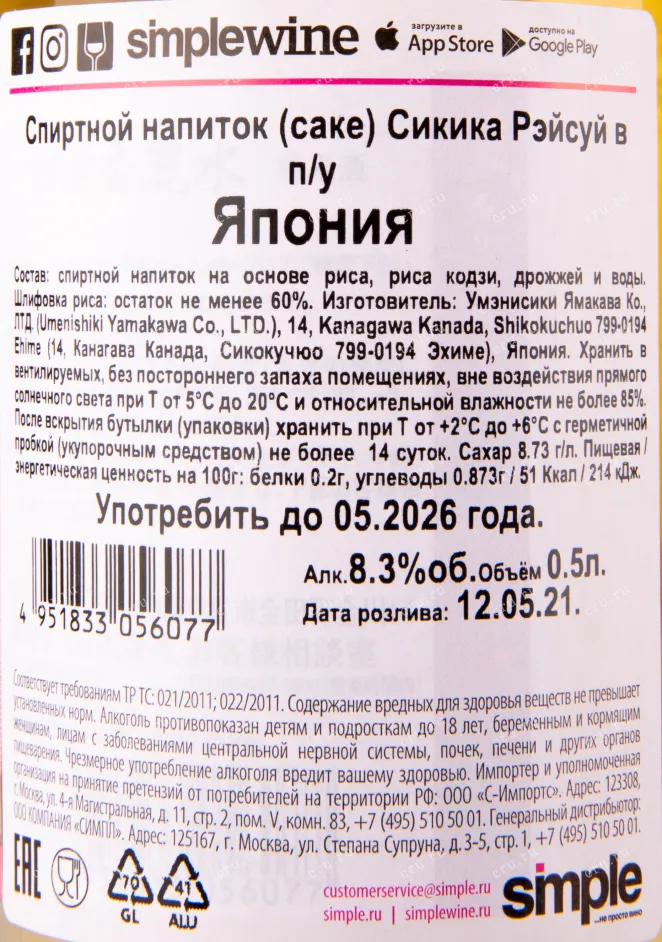 simplewine загрузите в App Store доступно на Google Play
Спиртной напиток (саке) Сикика Рэйсуй в
п/у
Япония
Состав: спиртной напиток на основе риса, риса кодзи, дрожжей и воды.
Шлифовка риса: остаток не менее 60%. Изготовитель: Умэнисики Ямакава Ко.,
ЛТД. (Umenishiki Yamakawa Co., LTD.), 14, Kanagawa Kanada, Shikokuchuo 799-0194
Ehime (14, Канагава Канада, Сикокучюо 799-0194 Эхиме), Япония. Хранить в
вентилируемых, без постороннего запаха помещениях, вне воздействия прямого
солнечного света при Т от 5°С до 20°С и относительной влажности не более 85%.
После вскрытия бутылки (упаковки) хранить при Т от +2°С до +6°С с герметичной
пробкой (укупорочным средством) не более 14 суток. Сахар 8.73 г/л. Пищевая /
энергетическая ценность на 100г: белки 0.2г, углеводы 0.873г / 51 Ккал / 214 кДж.
Употребить до 05.2026 года.
Алк.8.3%об.Объём 0.5л.
Дата розлива: 12.05.21.
4 951833 056077
Соответствует требованиям ТР ТС: 021/2011; 022/2011. Содержание вредных для здоровья веществ не превышает
установленных норм. Алкоголь противопоказан детям и подросткам до 18 лет, беременным и кормящим
женщинам, лицам с заболеваниями центральной нервной системы, почек, печени и других органов
пищеварения. Чрезмерное употребление алкоголя вредит вашему здоровью. Импортер и уполномоченная
организация на принятие претензий от потребителей на территории РФ: ООО «С-Импортс». Адрес: 123308,
г. Москва, ул. 4-я Магистральная, д. 11, стр. 2, пом. V, комн. 83, +7 (495) 510 50 01. Генеральный дистрибьютор:
ООО КОМПАНИЯ «СИМПЛ». Адрес: 125167, г. Москва, ул. Степана Супруна, д. 3-5, стр. 1, +7 (495) 510 50 01.
EAC
70
GL
41
ALU
customerservice@simple.ru
simple.ru | simplewine.ru
simple
...не просто вино